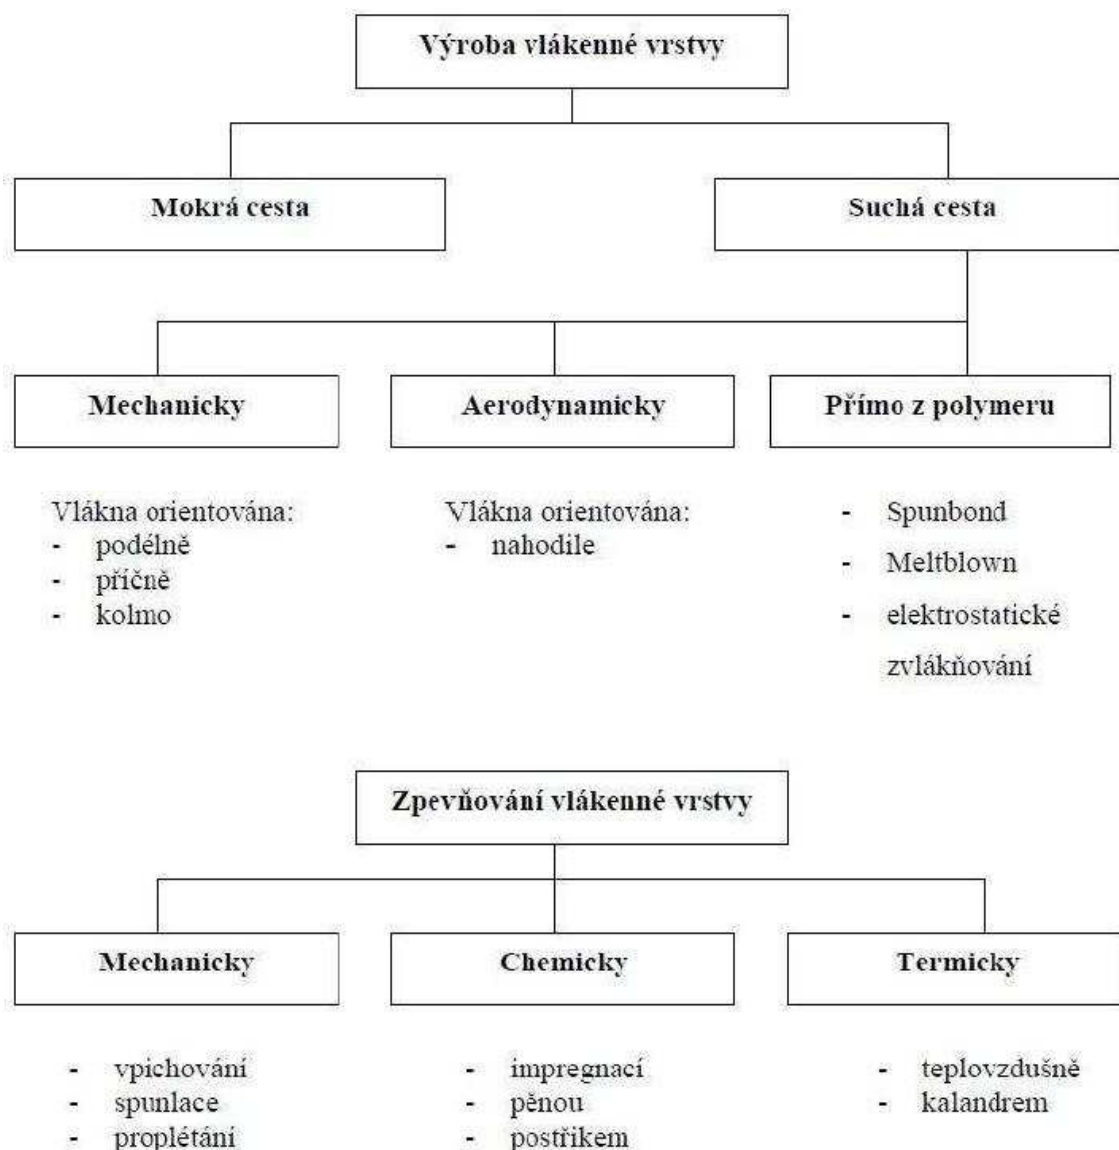 Výroba vlákenné vrstvy
Mokrá cesta
Suchá cesta
Mechanicky
Aerodynamicky
Přímo z polymeru
Vlákna orientována:
- podélně
- příčně
- kolmo
Vlákna orientována:
- nahodile
- Spunbond
- Meltblown
- elektrostatické
zvlákňování
Zpevňování vlákenné vrstvy
Mechanicky
Chemicky
Termicky
- vpichování
- spunlace
- proplétání
- impregnací
- pěnou
- postřikem
- teplovzdušně
- kalandrem